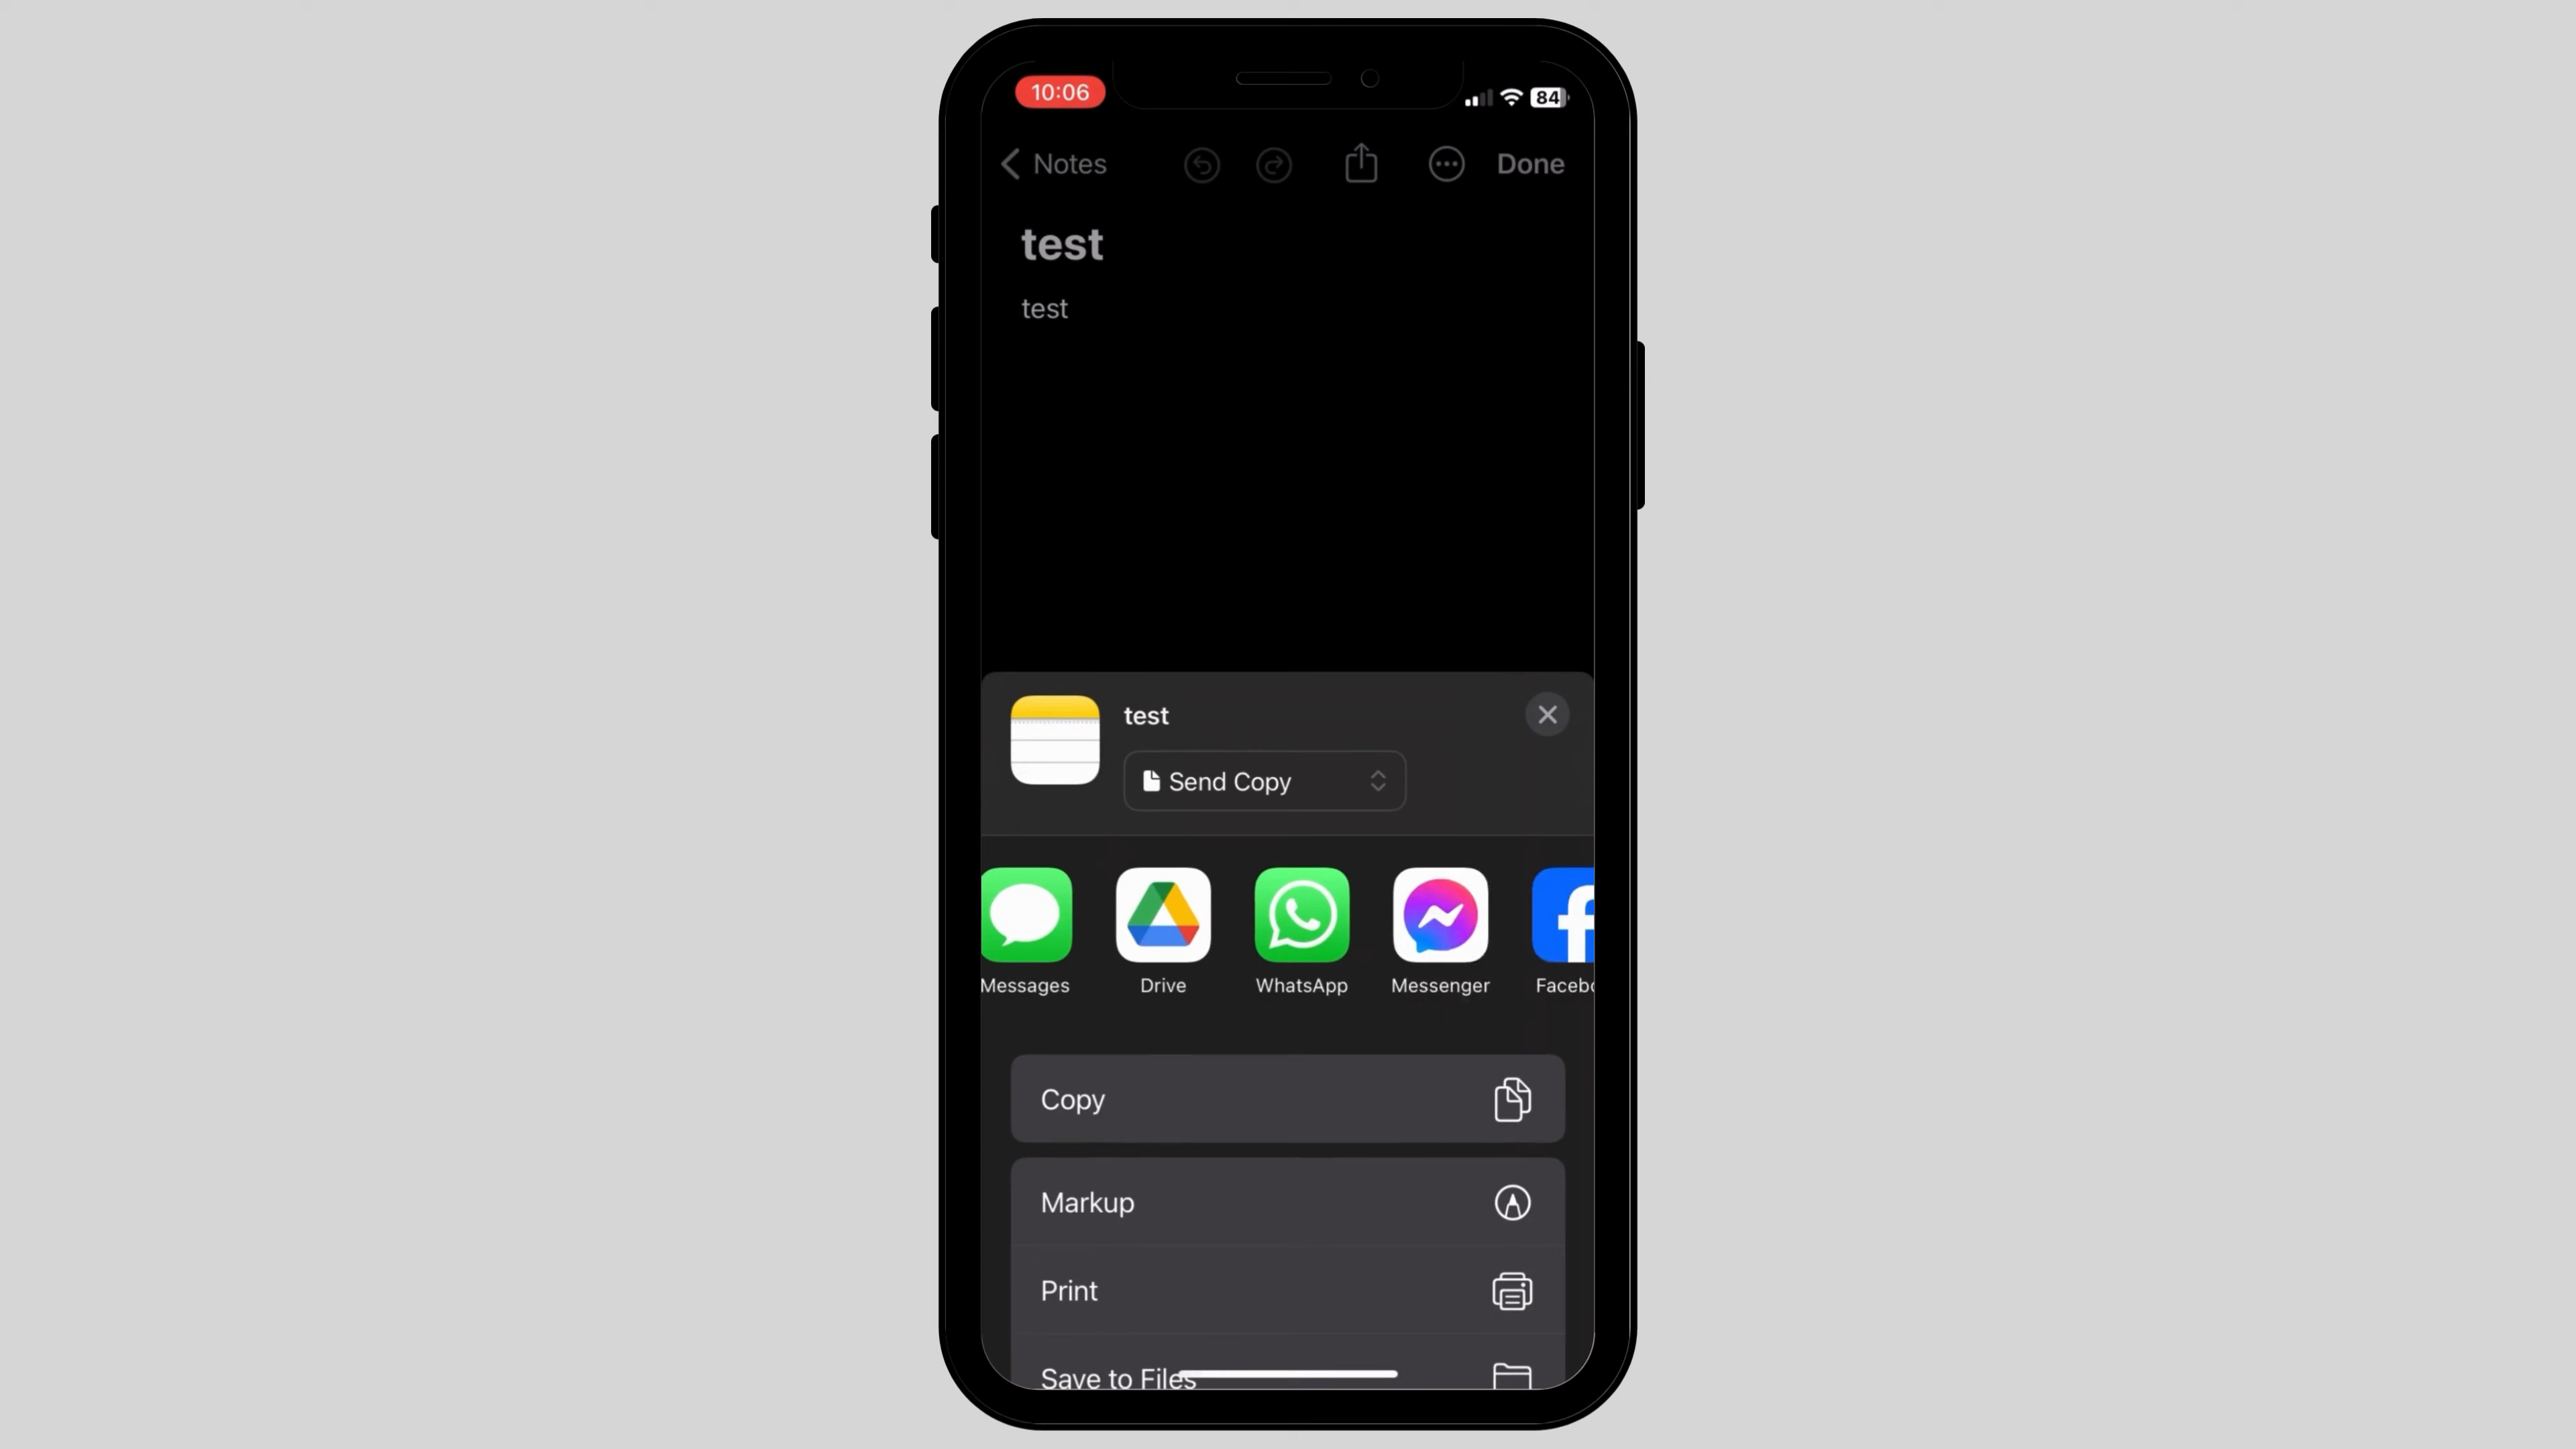 10:06
84
Notes
Done
test
test
test
Send Copy
Messages
Drive
WhatsApp
Messenger
Facebo
Copy
Markup
Print
Save to Files